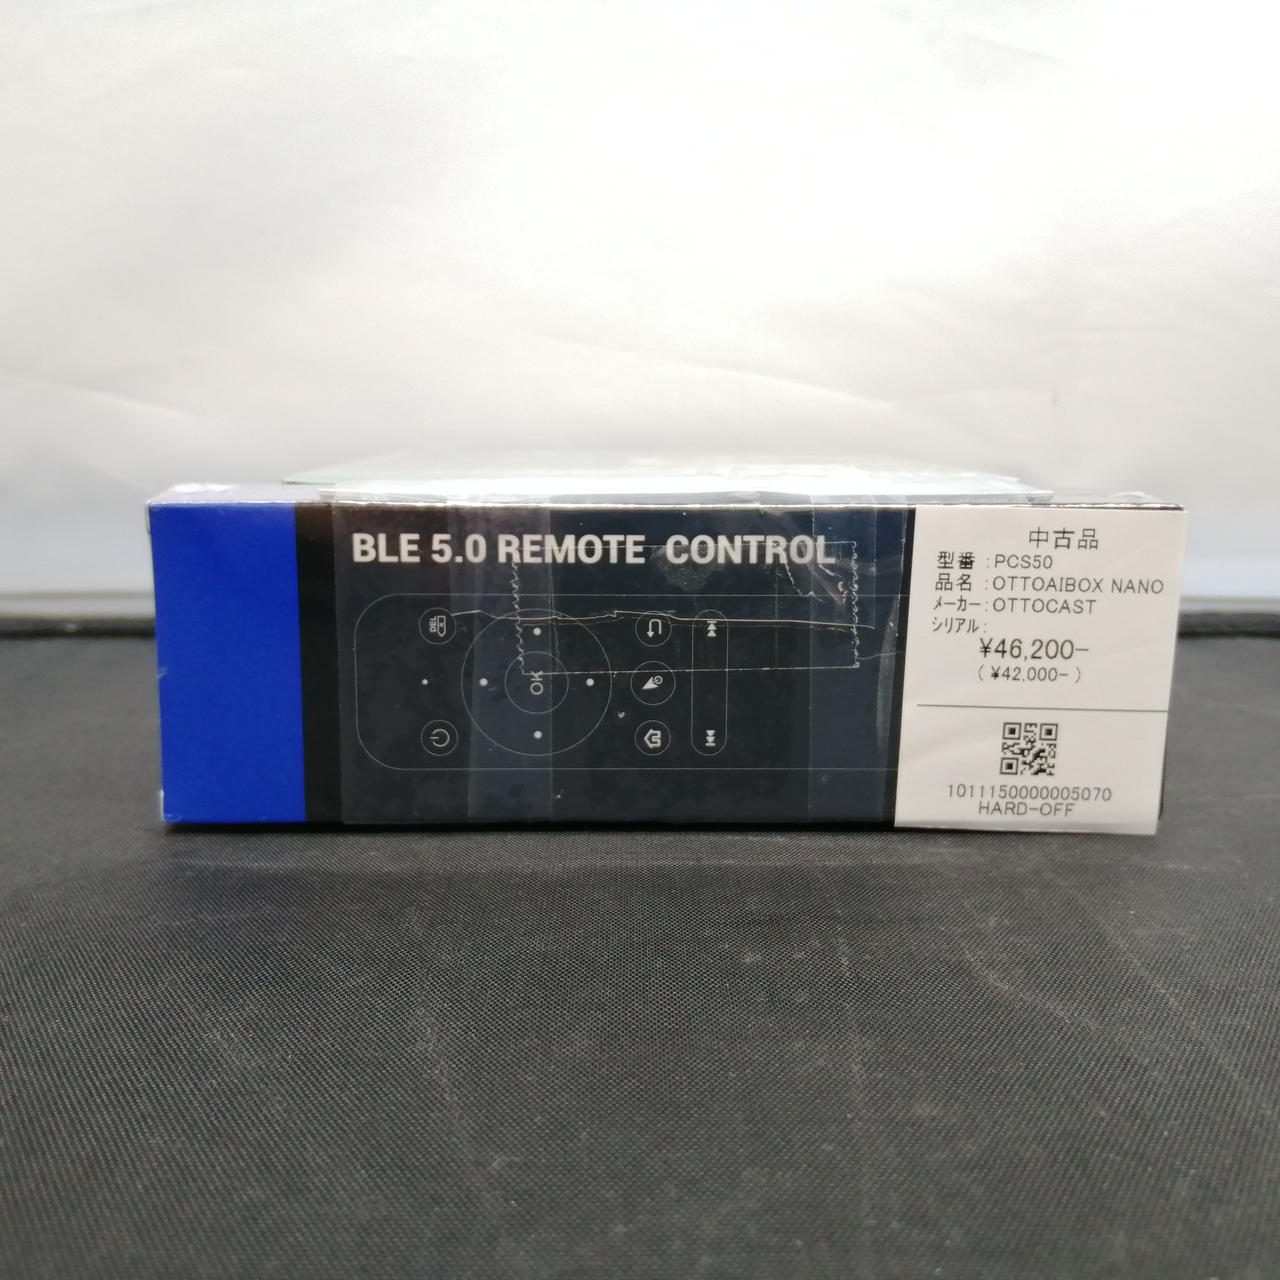 BLE 5.0 REMOTE CONTROL
DEL
OK
中古品
型番 :PCS50
品名 :OTTOAIBOX NANO
メーカー:OTTOCAST
シリアル:
¥46,200-
( ¥42,000- )
1011150000005070
HARD-OFF